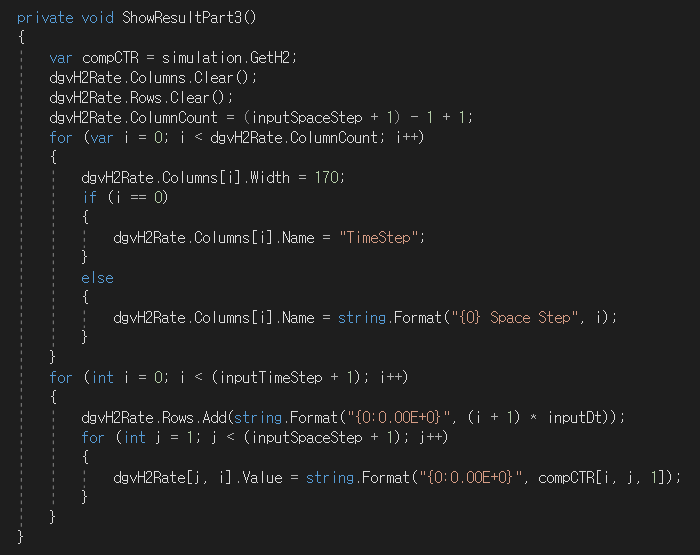 private void ShowResultPart3()
{
var compCTR = simulation.GetH2;
dgvH2Rate.Columns.Clear();
dgvH2Rate.Rows.Clear();
dgvH2Rate.ColumnCount = (inputSpaceStep + 1) - 1 + 1;
for (var i = 0; i < dgvH2Rate.ColumnCount; i++)
{
dgvH2Rate.Columns[i].Width = 170;
if (i == 0)
{
dgvH2Rate.Columns[i].Name = "TimeStep";
}
else
{
dgvH2Rate.Columns[i].Name = string.Format("{0} Space Step", i);
}
}
for (int i = 0; i < (inputTimeStep + 1); i++)
{
dgvH2Rate.Rows.Add(string.Format("{0:0.00E+0}", (i + 1) * inputDt));
for (int j = 1; j < (inputSpaceStep + 1); j++)
{
dgvH2Rate[j, i].Value = string.Format("{0:0.00E+0}", compCTR[i, j, 1]);
}
}
}